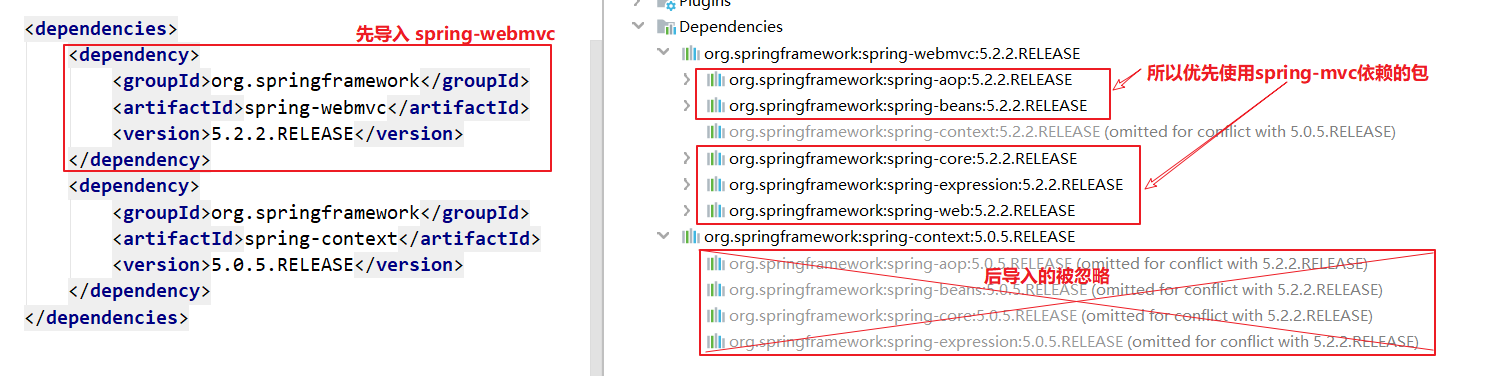 <dependencies>
先导入 spring-webmvc
<dependency>
<groupId>org.springframework</groupId>
<artifactId>spring-webmvc</artifactId>
<version>5.2.2.RELEASE</version>
</dependency>
<dependency>
<groupId>org.springframework</groupId>
<artifactId>spring-context</artifactId>
<version>5.0.5.RELEASE</version>
</dependency>
</dependencies>
Plugins
Dependencies
org.springframework:spring-webmvc:5.2.2.RELEASE
org.springframework:spring-aop:5.2.2.RELEASE
所以优先使用spring-mvc依赖的包
org.springframework:spring-beans:5.2.2.RELEASE
org.springframework:spring-context:5.2.2.RELEASE (omitted for conflict with 5.0.5.RELEASE)
org.springframework:spring-core:5.2.2.RELEASE
org.springframework:spring-expression:5.2.2.RELEASE
org.springframework:spring-web:5.2.2.RELEASE
org.springframework:spring-context:5.0.5.RELEASE
org.springframework:spring-aop:5.0.5.RELEASE (omitted for conflict with 5.2.2.RELEASE)
后导入的被忽略
org.springframework:spring-beans:5.0.5.RELEASE (omitted for conflict with 5.2.2.RELEASE)
org.springframework:spring-core:5.0.5.RELEASE (omitted for conflict with 5.2.2.RELEASE)
org.springframework:spring-expression:5.0.5.RELEASE (omitted for conflict with 5.2.2.RELEASE)